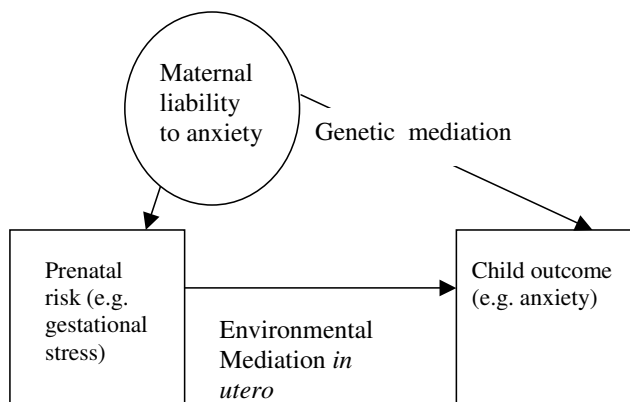 Maternal
liability
to anxiety
Genetic mediation
Prenatal
risk (e.g.
gestational
stress)
Child outcome
(e.g. anxiety)
Environmental
Mediation in
utero